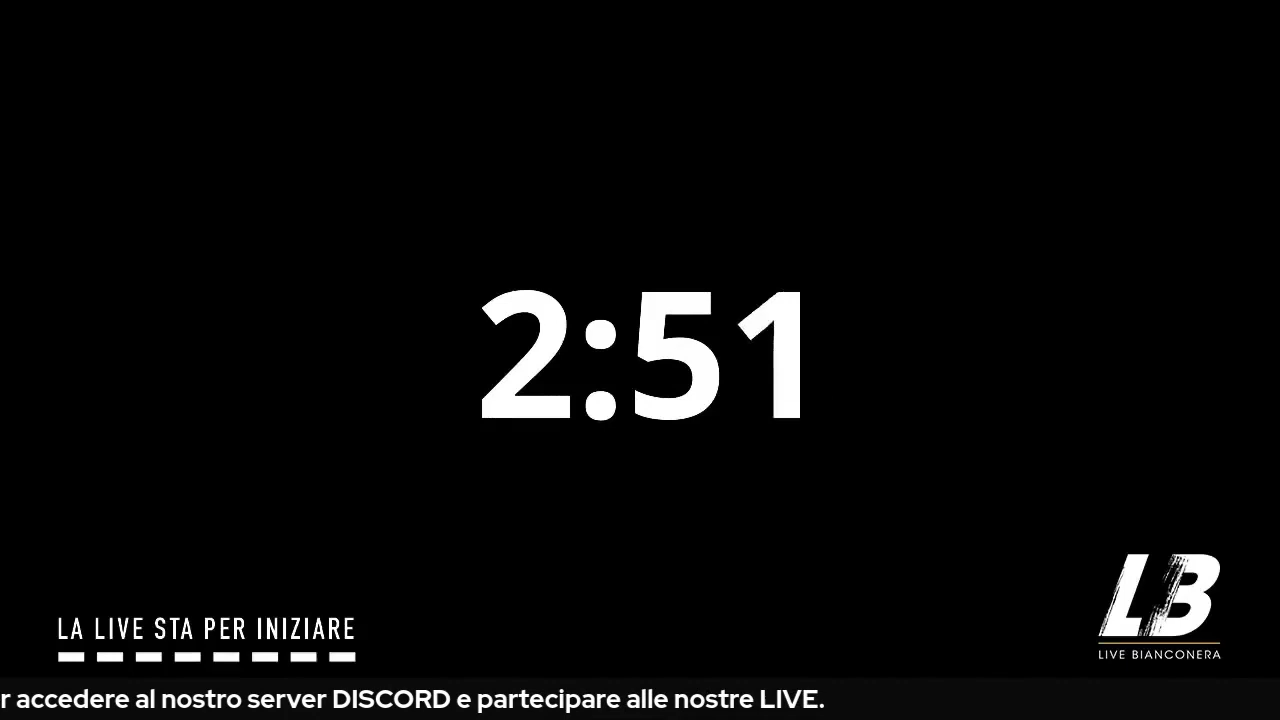 2:51
LB
LA LIVE STA PER INIZIARE
LIVE BIANCONERA
r accedere al nostro server DISCORD e partecipare alle nostre LIVE.